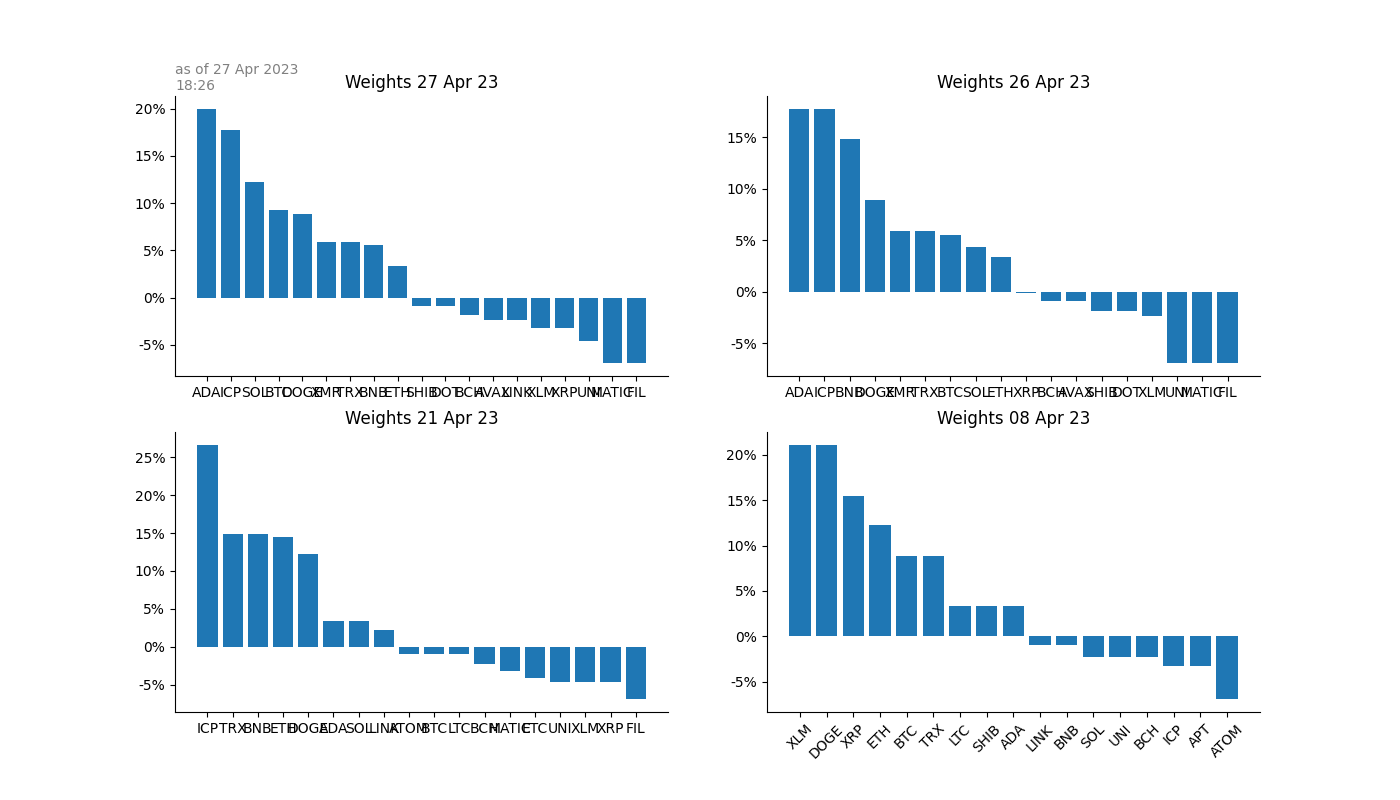 as of 27 Apr 2023
18:26
Weights 27 Apr 23
20%
15%
10%
5%
0%
-5%
ADA ICP SOL BTC DOGE XMR TRX BNB ETH SHIB DOT BCH AVAX LINK XLM XRP UNI MATIC FIL
Weights 26 Apr 23
15%
10%
5%
0%
-5%
ADA ICP BNB DOGE XMR TRX BTC SOL ETH XRP BCH AVAX SHIB DOT XLM UNI MATIC FIL
Weights 21 Apr 23
25%
20%
15%
10%
5%
0%
-5%
ICP TRX BNB ETH DOGE ADA SOL LINK ATOM BTC LTC BCH MATIC ETC UNI XLM XRP FIL
Weights 08 Apr 23
20%
15%
10%
5%
0%
-5%
XLM DOGE XRP ETH BTC TRX LTC SHIB ADA LINK BNB SOL UNI BCH ICP APT ATOM